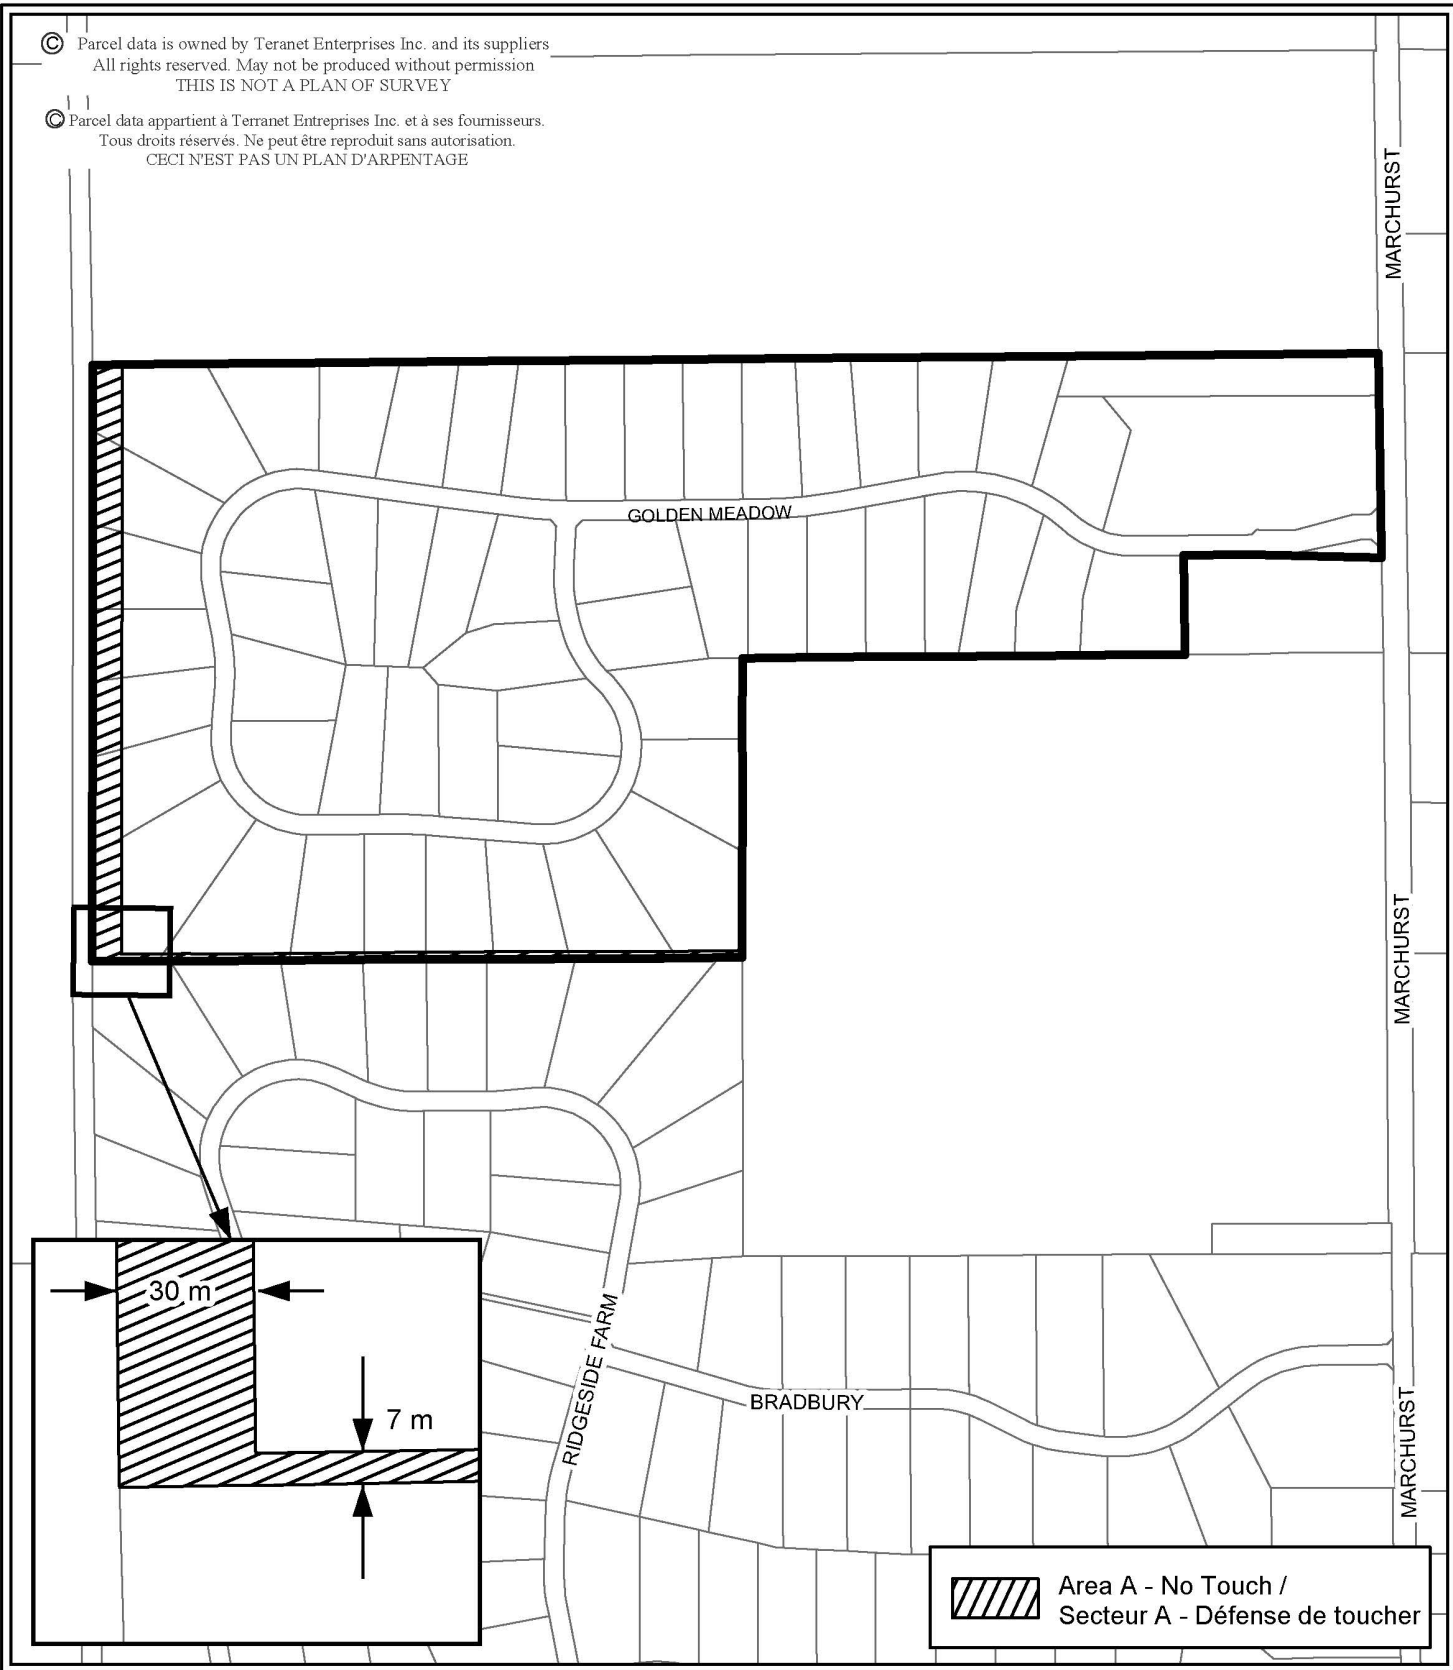 © Parcel data is owned by Teranet Enterprises Inc. and its suppliers
All rights reserved. May not be produced without permission
THIS IS NOT A PLAN OF SURVEY
© Parcel data appartient à Terranet Entreprises Inc. et à ses fournisseurs.
Tous droits réservés. Ne peut être reproduit sans autorisation.
CECI N'EST PAS UN PLAN D'ARPENTAGE
MARCHURST
GOLDEN MEADOW
MARCHURST
30 m
7 m
RIDGESIDE FARM
BRADBURY
MARCHURST
Area A - No Touch /
Secteur A - Défense de toucher